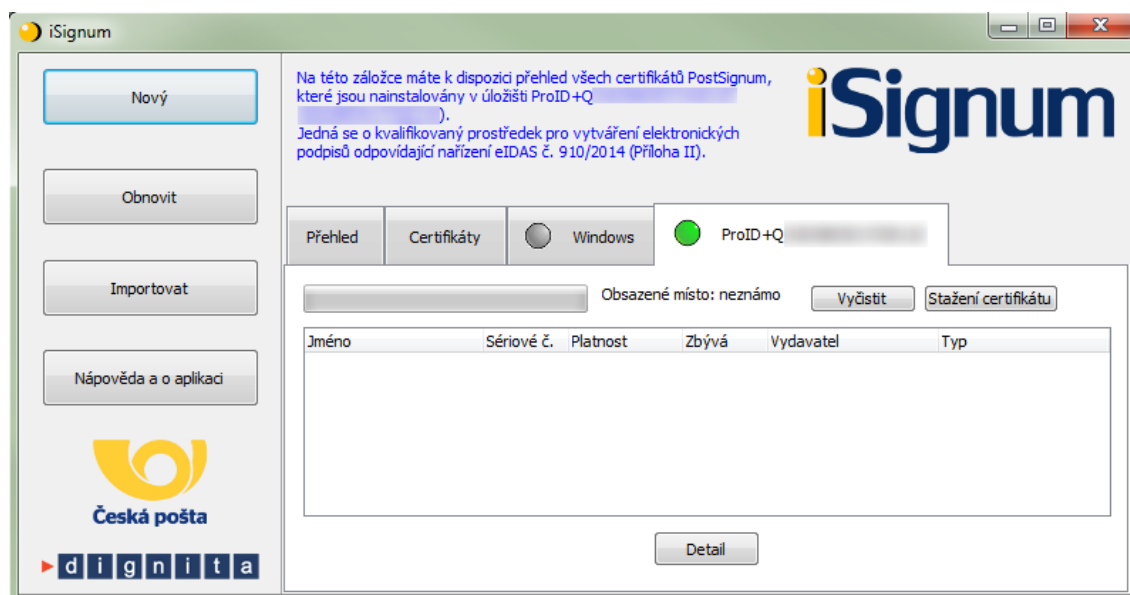 iSignum
Nový
Obnovit
Importovat
Nápověda a o aplikaci
Česká pošta
dignita
Na této záložce máte k dispozici přehled všech certifikátů PostSignum,
které jsou nainstalovány v úložišti ProID+Q
).
Jedná se o kvalifikovaný prostředek pro vytváření elektronických
podpisů odpovídající nařízení eIDAS č. 910/2014 (Příloha II).
iSignum
Přehled Certifikáty Windows ProID+Q
Obsazené místo: neznámo Vyčistit Stažení certifikátu
Jméno Sériové č. Platnost Zbývá Vydavatel Typ
Detail